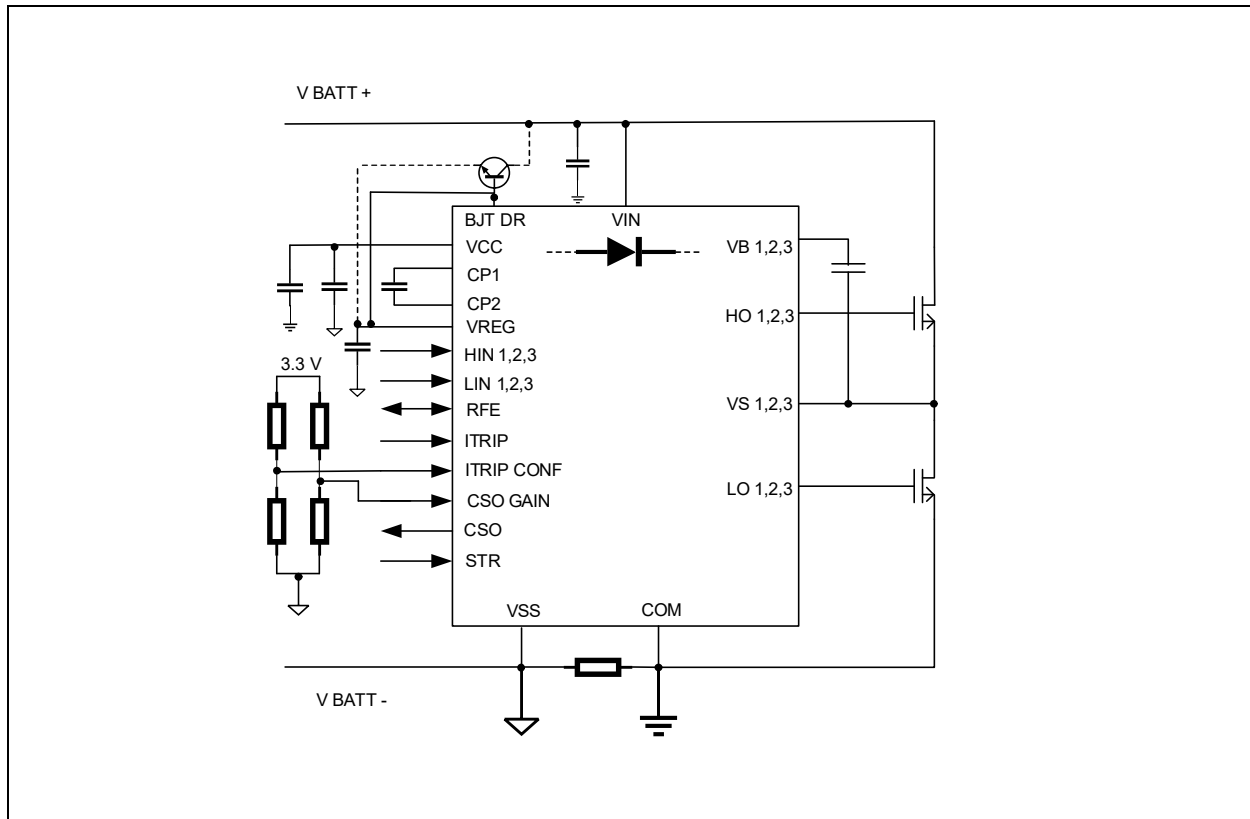 V BATT +
BJT DR
VIN
VCC
VB 1,2,3
CP1
CP2
HO 1,2,3
VREG
HIN 1,2,3
3.3 V
LIN 1,2,3
RFE
VS 1,2,3
ITRIP
ITRIP CONF
LO 1,2,3
CSO GAIN
CSO
STR
VSS
COM
V BATT -